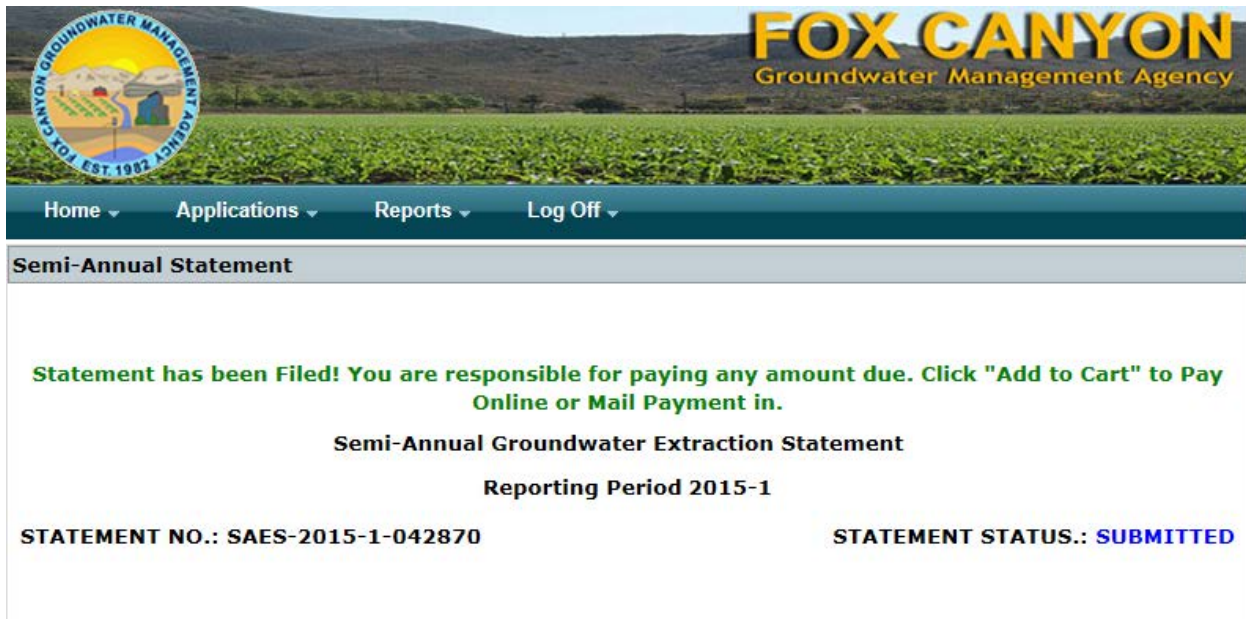 FOX CANYON GROUNDWATER MANAGEMENT AGENCY
EST. 1982
FOX CANYON
Groundwater Management Agency
Home Applications Reports Log Off
Semi-Annual Statement
Statement has been Filed! You are responsible for paying any amount due. Click "Add to Cart" to Pay
Online or Mail Payment in.
Semi-Annual Groundwater Extraction Statement
Reporting Period 2015-1
STATEMENT NO.: SAES-2015-1-042870 STATEMENT STATUS.: SUBMITTED